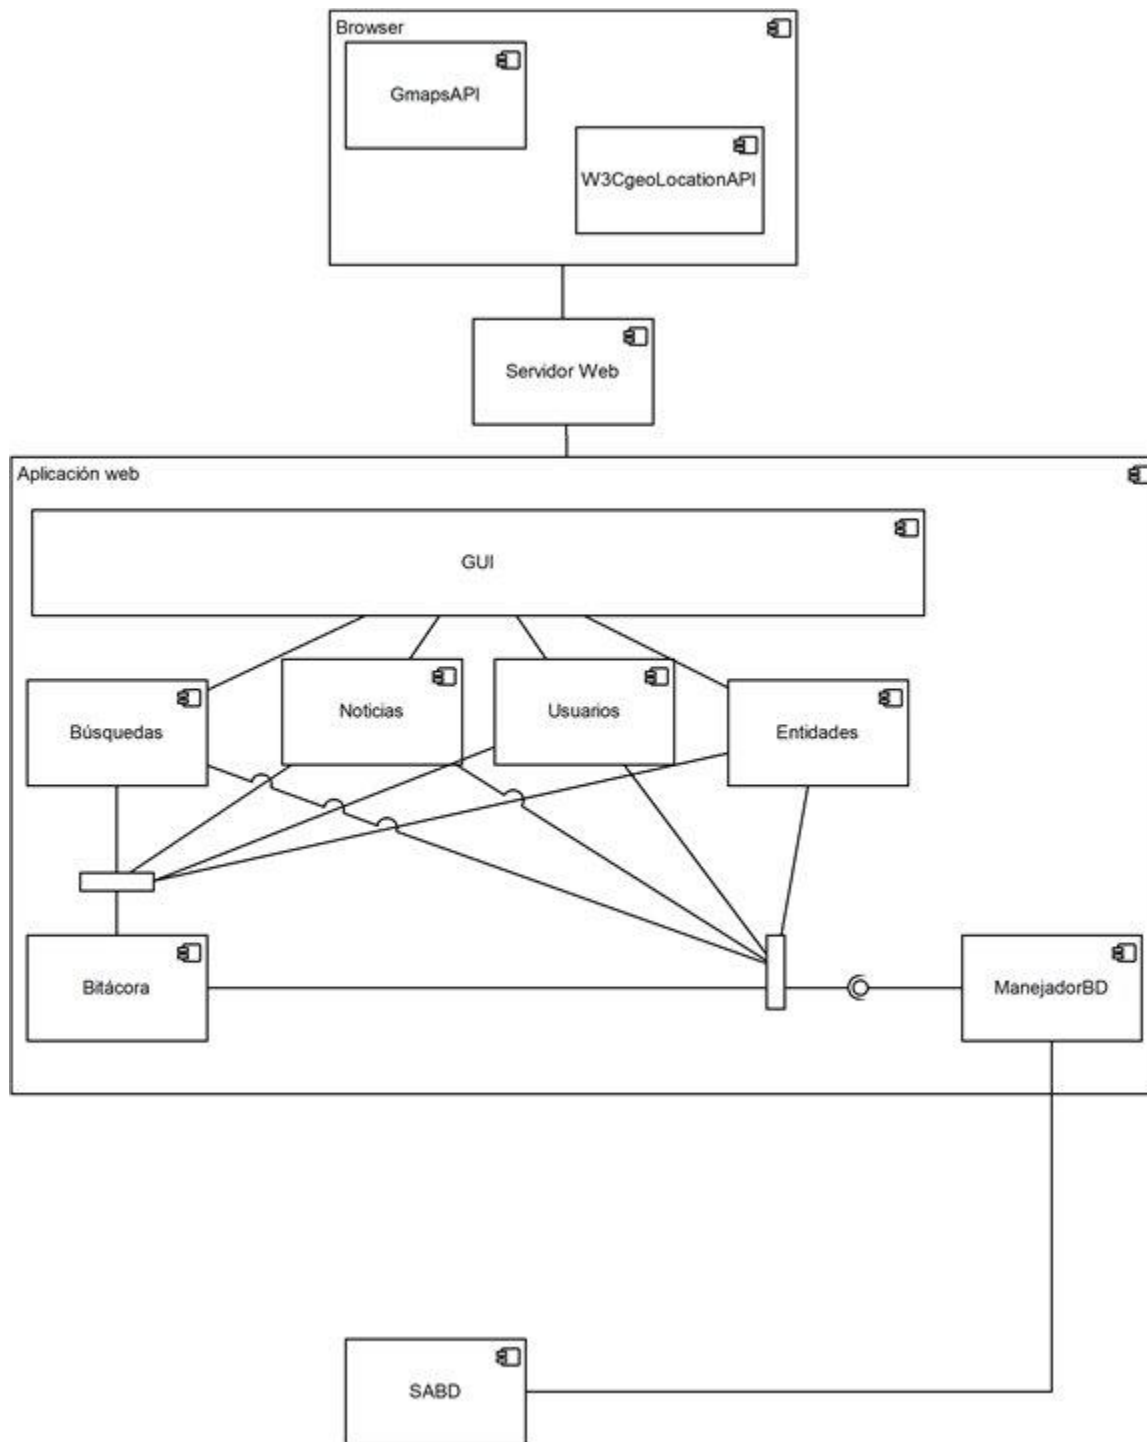 Browser
GmapsAPI
W3CgeoLocationAPI
Servidor Web
Aplicación web
GUI
Búsquedas
Noticias
Usuarios
Entidades
Bitácora
ManejadorBD
SABD